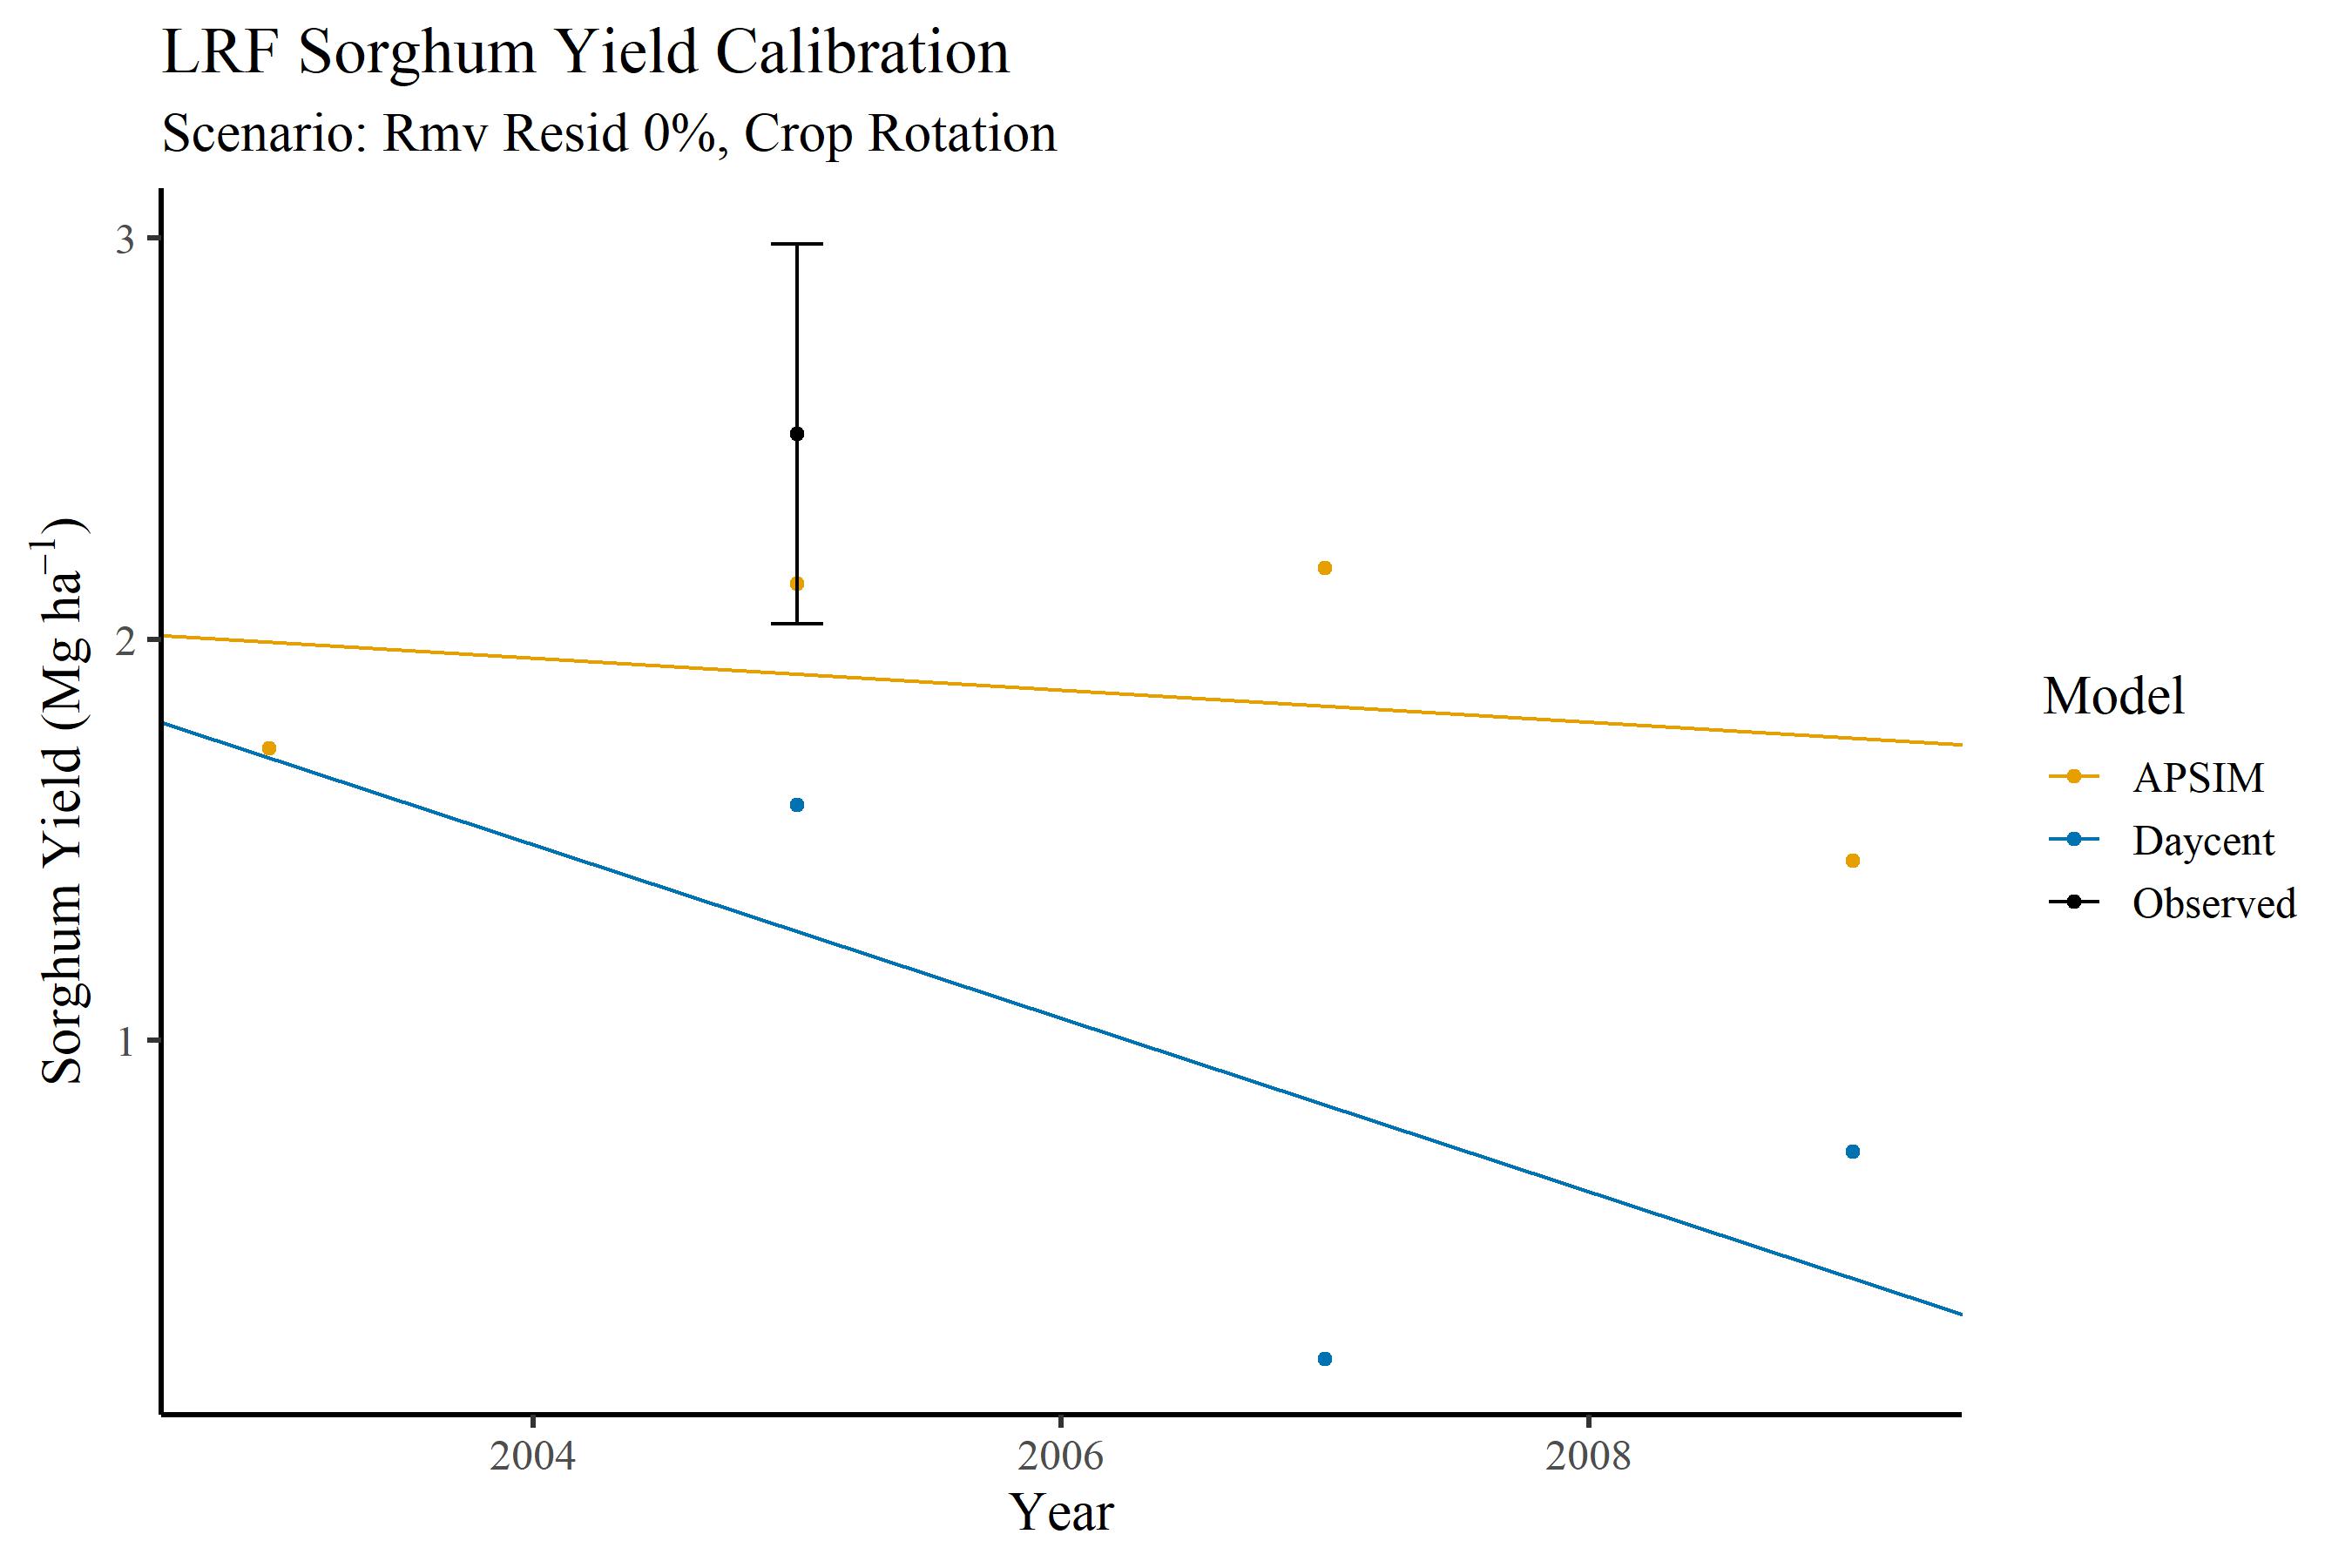 LRF Sorghum Yield Calibration
Scenario: Rmv Resid 0%, Crop Rotation
Sorghum Yield (Mg ha⁻¹)
3
2
1
2004
2006
2008
Year
Model
APSIM
Daycent
Observed